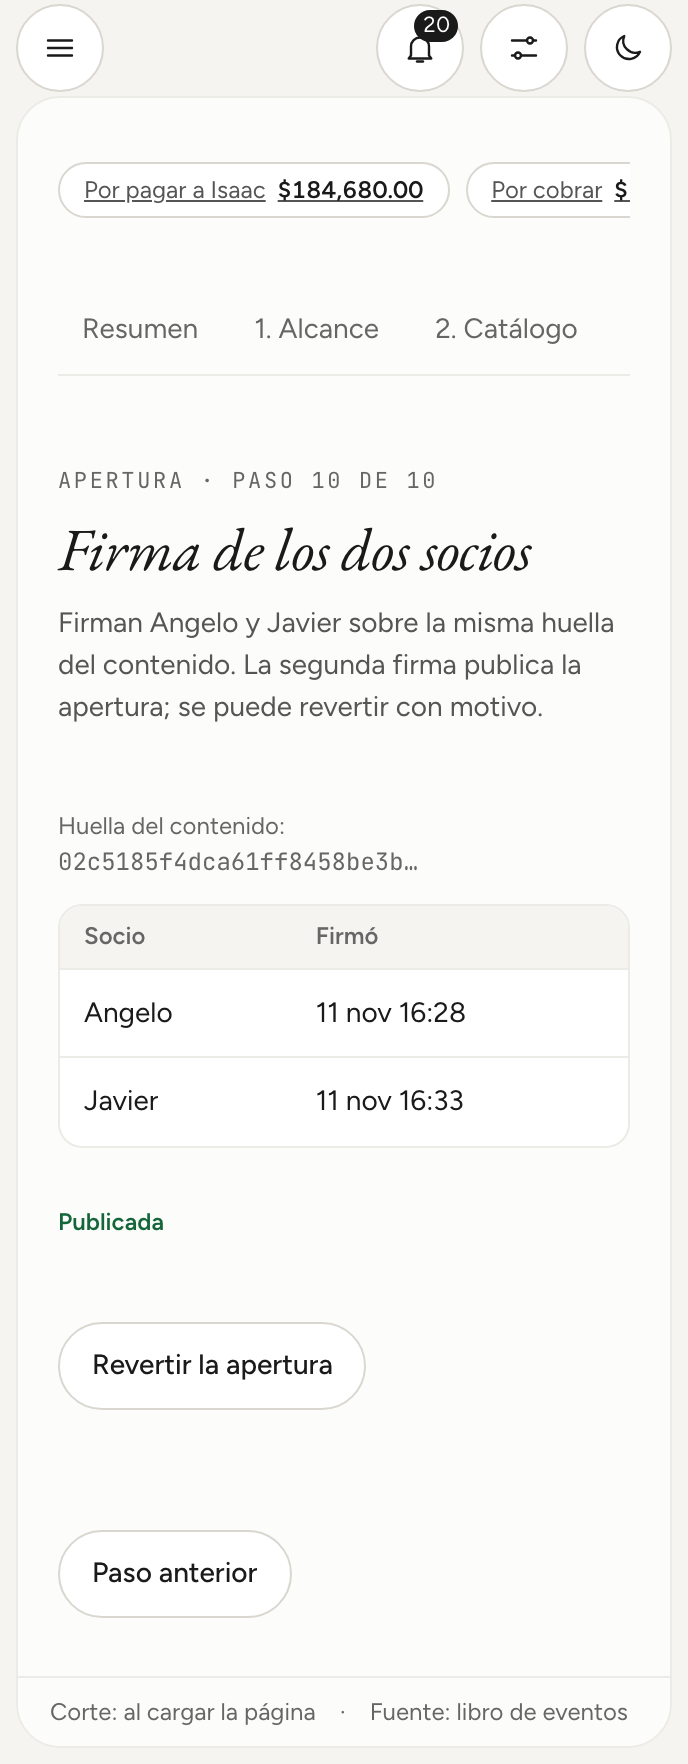 20
Por pagar a Isaac $184,680.00 Por cobrar $
Resumen 1. Alcance 2. Catálogo
APERTURA · PASO 10 DE 10
Firma de los dos socios
Firman Angelo y Javier sobre la misma huella
del contenido. La segunda firma publica la
apertura; se puede revertir con motivo.
Huella del contenido:
02c5185f4dca61ff8458be3b…
Socio Firmó
Angelo 11 nov 16:28
Javier 11 nov 16:33
Publicada
Revertir la apertura
Paso anterior
Corte: al cargar la página · Fuente: libro de eventos